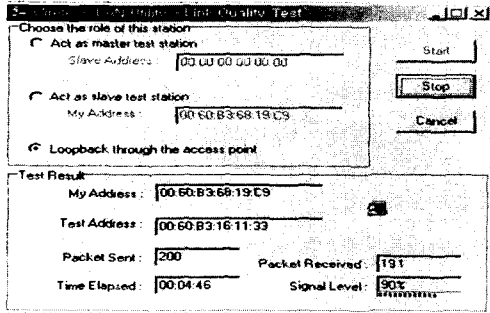 Link Quality Test
Choose the role of this station
Act as master test station
Slave Address : 00:00:00:00:00:00
Start
Stop
Act as slave test station
My Address : 00:60:B3:68:19:C9
Cancel
Loopback through the access point
Test Result
My Address : 00:60:B3:68:19:C9
Test Address : 00:60:B3:16:11:33
Packet Sent : 200
Packet Received : 191
Time Elapsed : 00:04:46
Signal Level : 90%